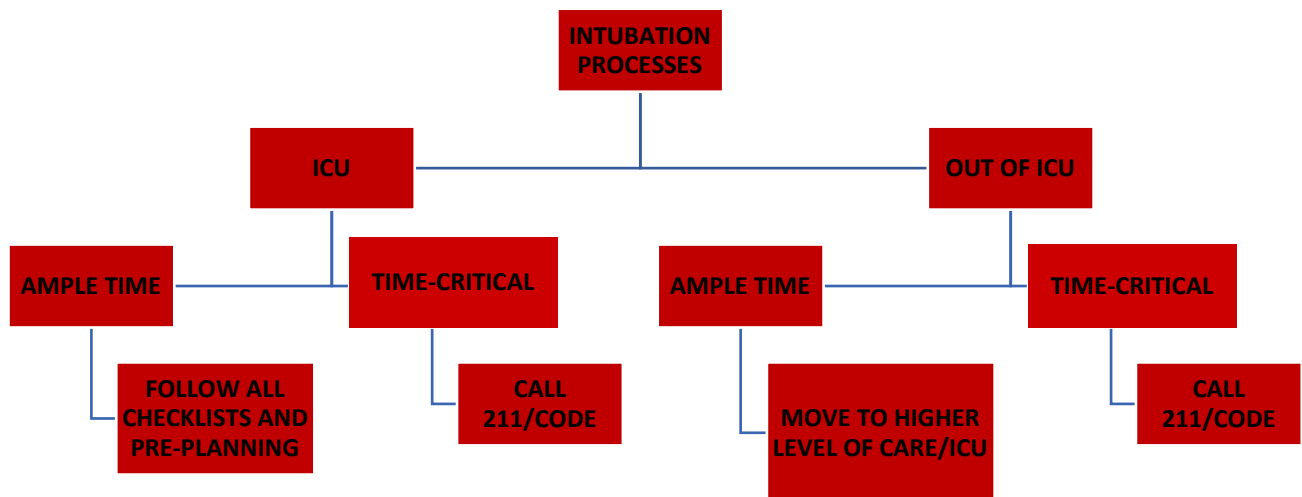 INTUBATION
PROCESSES
ICU
OUT OF ICU
AMPLE TIME
TIME-CRITICAL
AMPLE TIME
TIME-CRITICAL
FOLLOW ALL
CHECKLISTS AND
PRE-PLANNING
CALL
211/CODE
MOVE TO HIGHER
LEVEL OF CARE/ICU
CALL
211/CODE